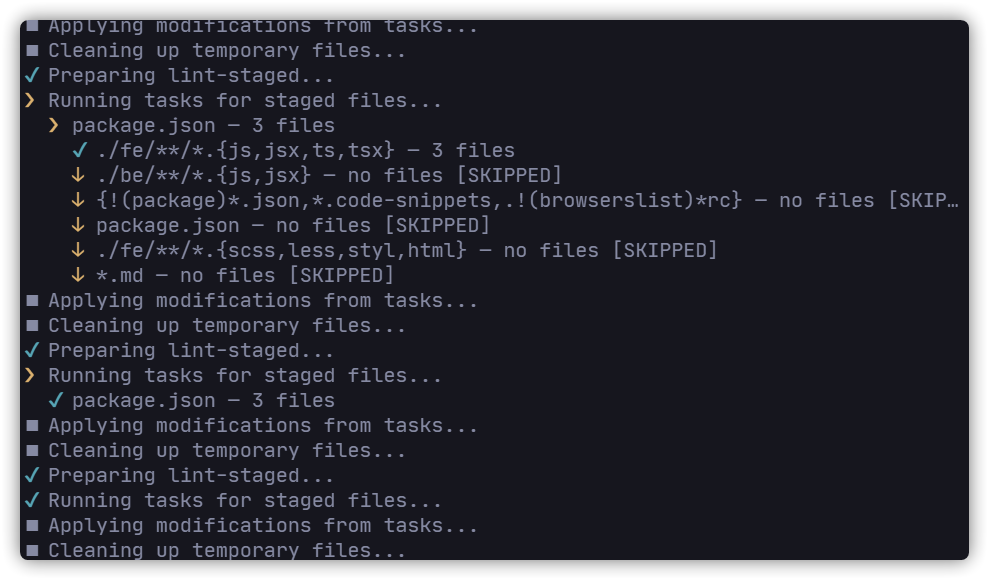 ■ Applying modifications from tasks...
■ Cleaning up temporary files...
✔ Preparing lint-staged...
❯ Running tasks for staged files...
  ❯ package.json — 3 files
    ✔ ./fe/**/*.{js,jsx,ts,tsx} — 3 files
    ↓ ./be/**/*.{js,jsx} — no files [SKIPPED]
    ↓ {!(package)*.json,*.code-snippets,.!(browserslist)*rc} — no files [SKIP…
    ↓ package.json — no files [SKIPPED]
    ↓ ./fe/**/*.{scss,less,styl,html} — no files [SKIPPED]
    ↓ *.md — no files [SKIPPED]
■ Applying modifications from tasks...
■ Cleaning up temporary files...
✔ Preparing lint-staged...
❯ Running tasks for staged files...
  ✔ package.json — 3 files
■ Applying modifications from tasks...
■ Cleaning up temporary files...
✔ Preparing lint-staged...
✔ Running tasks for staged files...
■ Applying modifications from tasks...
■ Cleaning up temporary files...